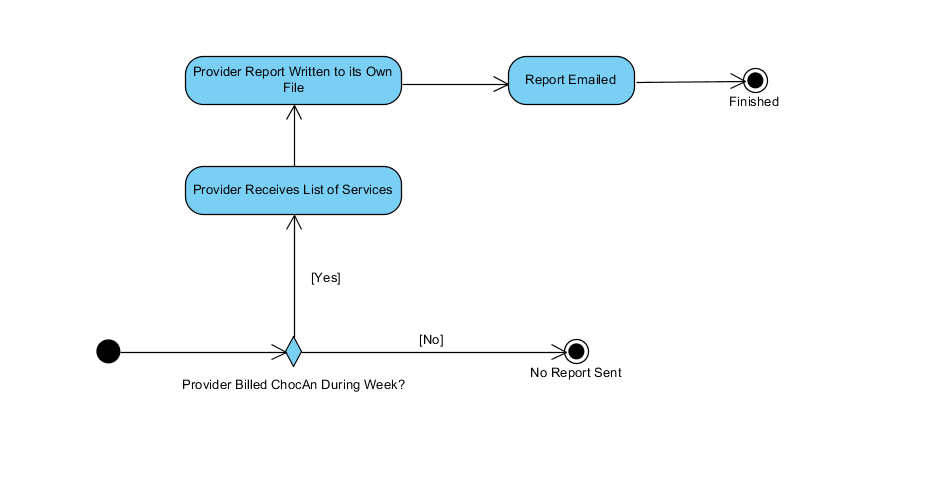 Provider Report Written to its Own
File
Report Emailed
Finished
Provider Receives List of Services
[Yes]
[No]
No Report Sent
Provider Billed ChocAn During Week?